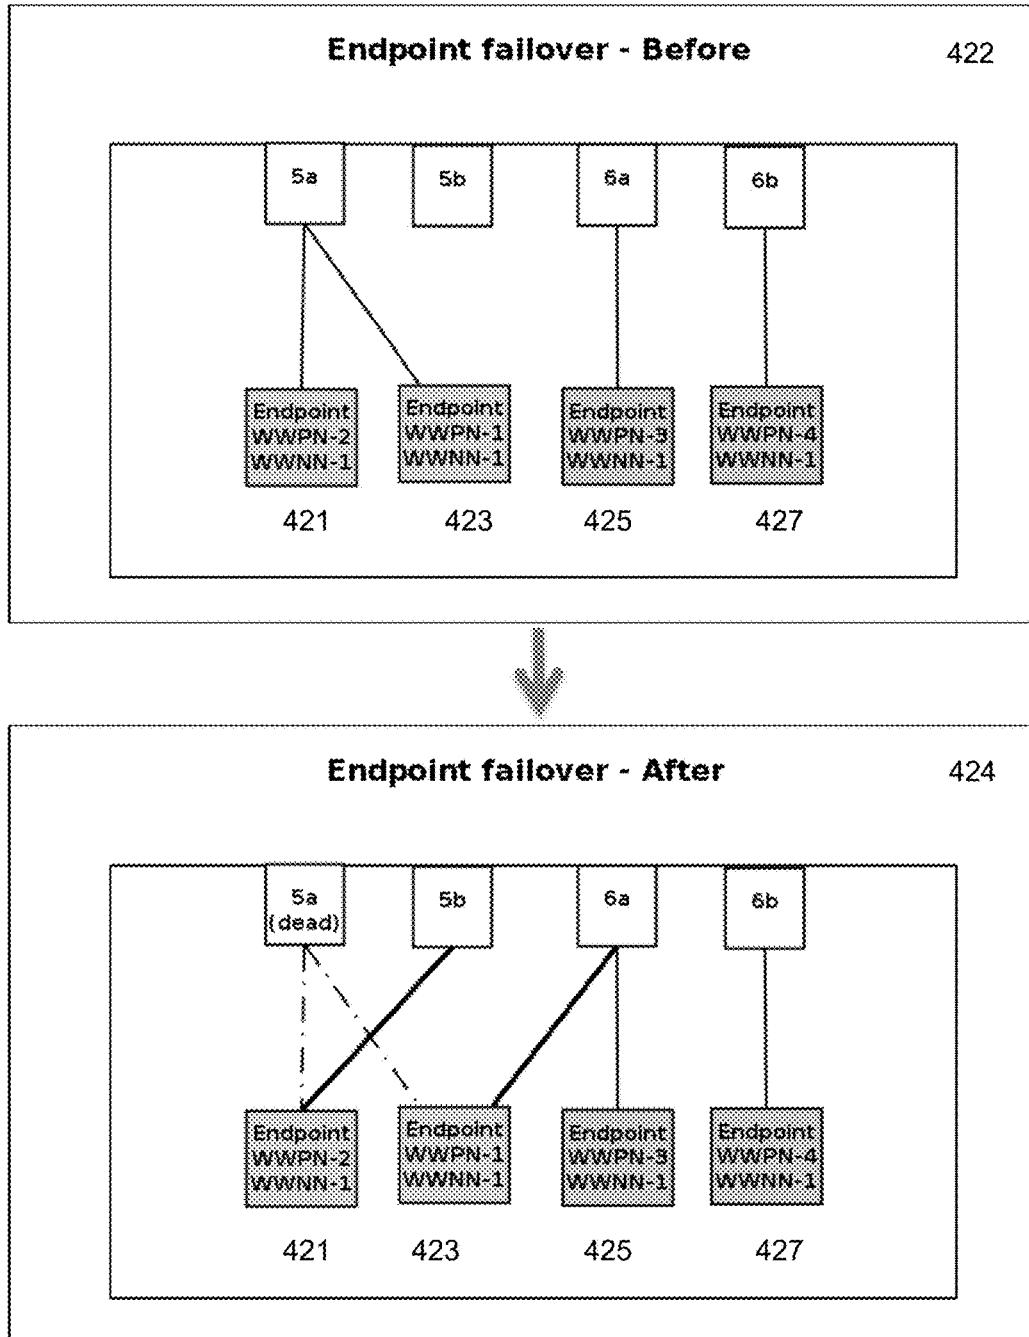 Endpoint failover - Before
422
5a
5b
6a
6b
Endpoint
WWPN-2
WWNN-1
Endpoint
WWPN-1
WWNN-1
Endpoint
WWPN-3
WWNN-1
Endpoint
WWPN-4
WWNN-1
421
423
425
427
Endpoint failover - After
424
5a
(dead)
5b
6a
6b
Endpoint
WWPN-2
WWNN-1
Endpoint
WWPN-1
WWNN-1
Endpoint
WWPN-3
WWNN-1
Endpoint
WWPN-4
WWNN-1
421
423
425
427